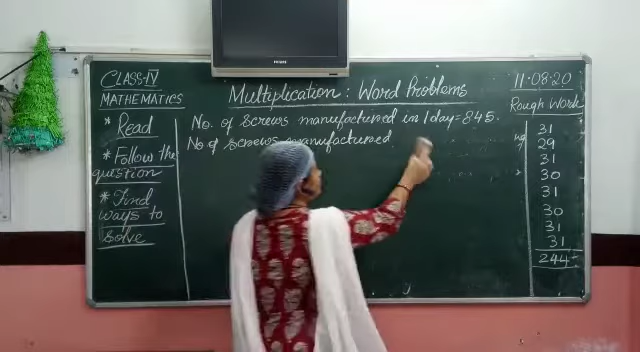 CLASS-IV
MATHEMATICS
* Read
* Follow the
question
* Find
ways to
solve
PHILIPS
Multiplication : Word Problems
No. of screws manufactured in 1 day = 845.
No of screws manufactured
11.08.20
Rough Work
31
29
31
30
31
30
31
31
244